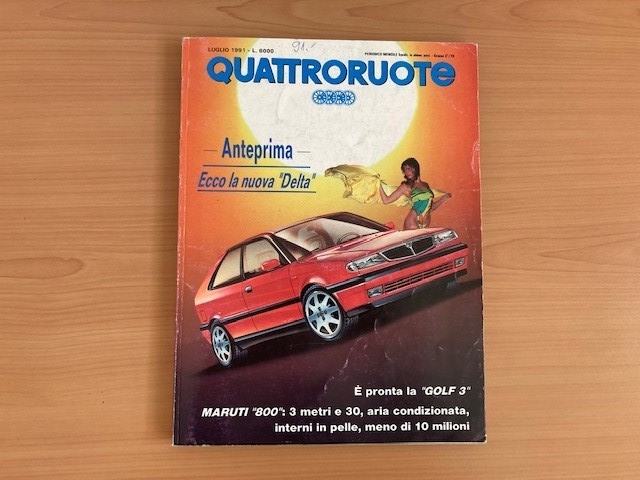 LUGLIO 1991 - L. 6000
91.-
QUATTRORUOTe
Anteprima
Ecco la nuova "Delta"
È pronta la "GOLF 3"
MARUTI "800": 3 metri e 30, aria condizionata,
interni in pelle, meno di 10 milioni